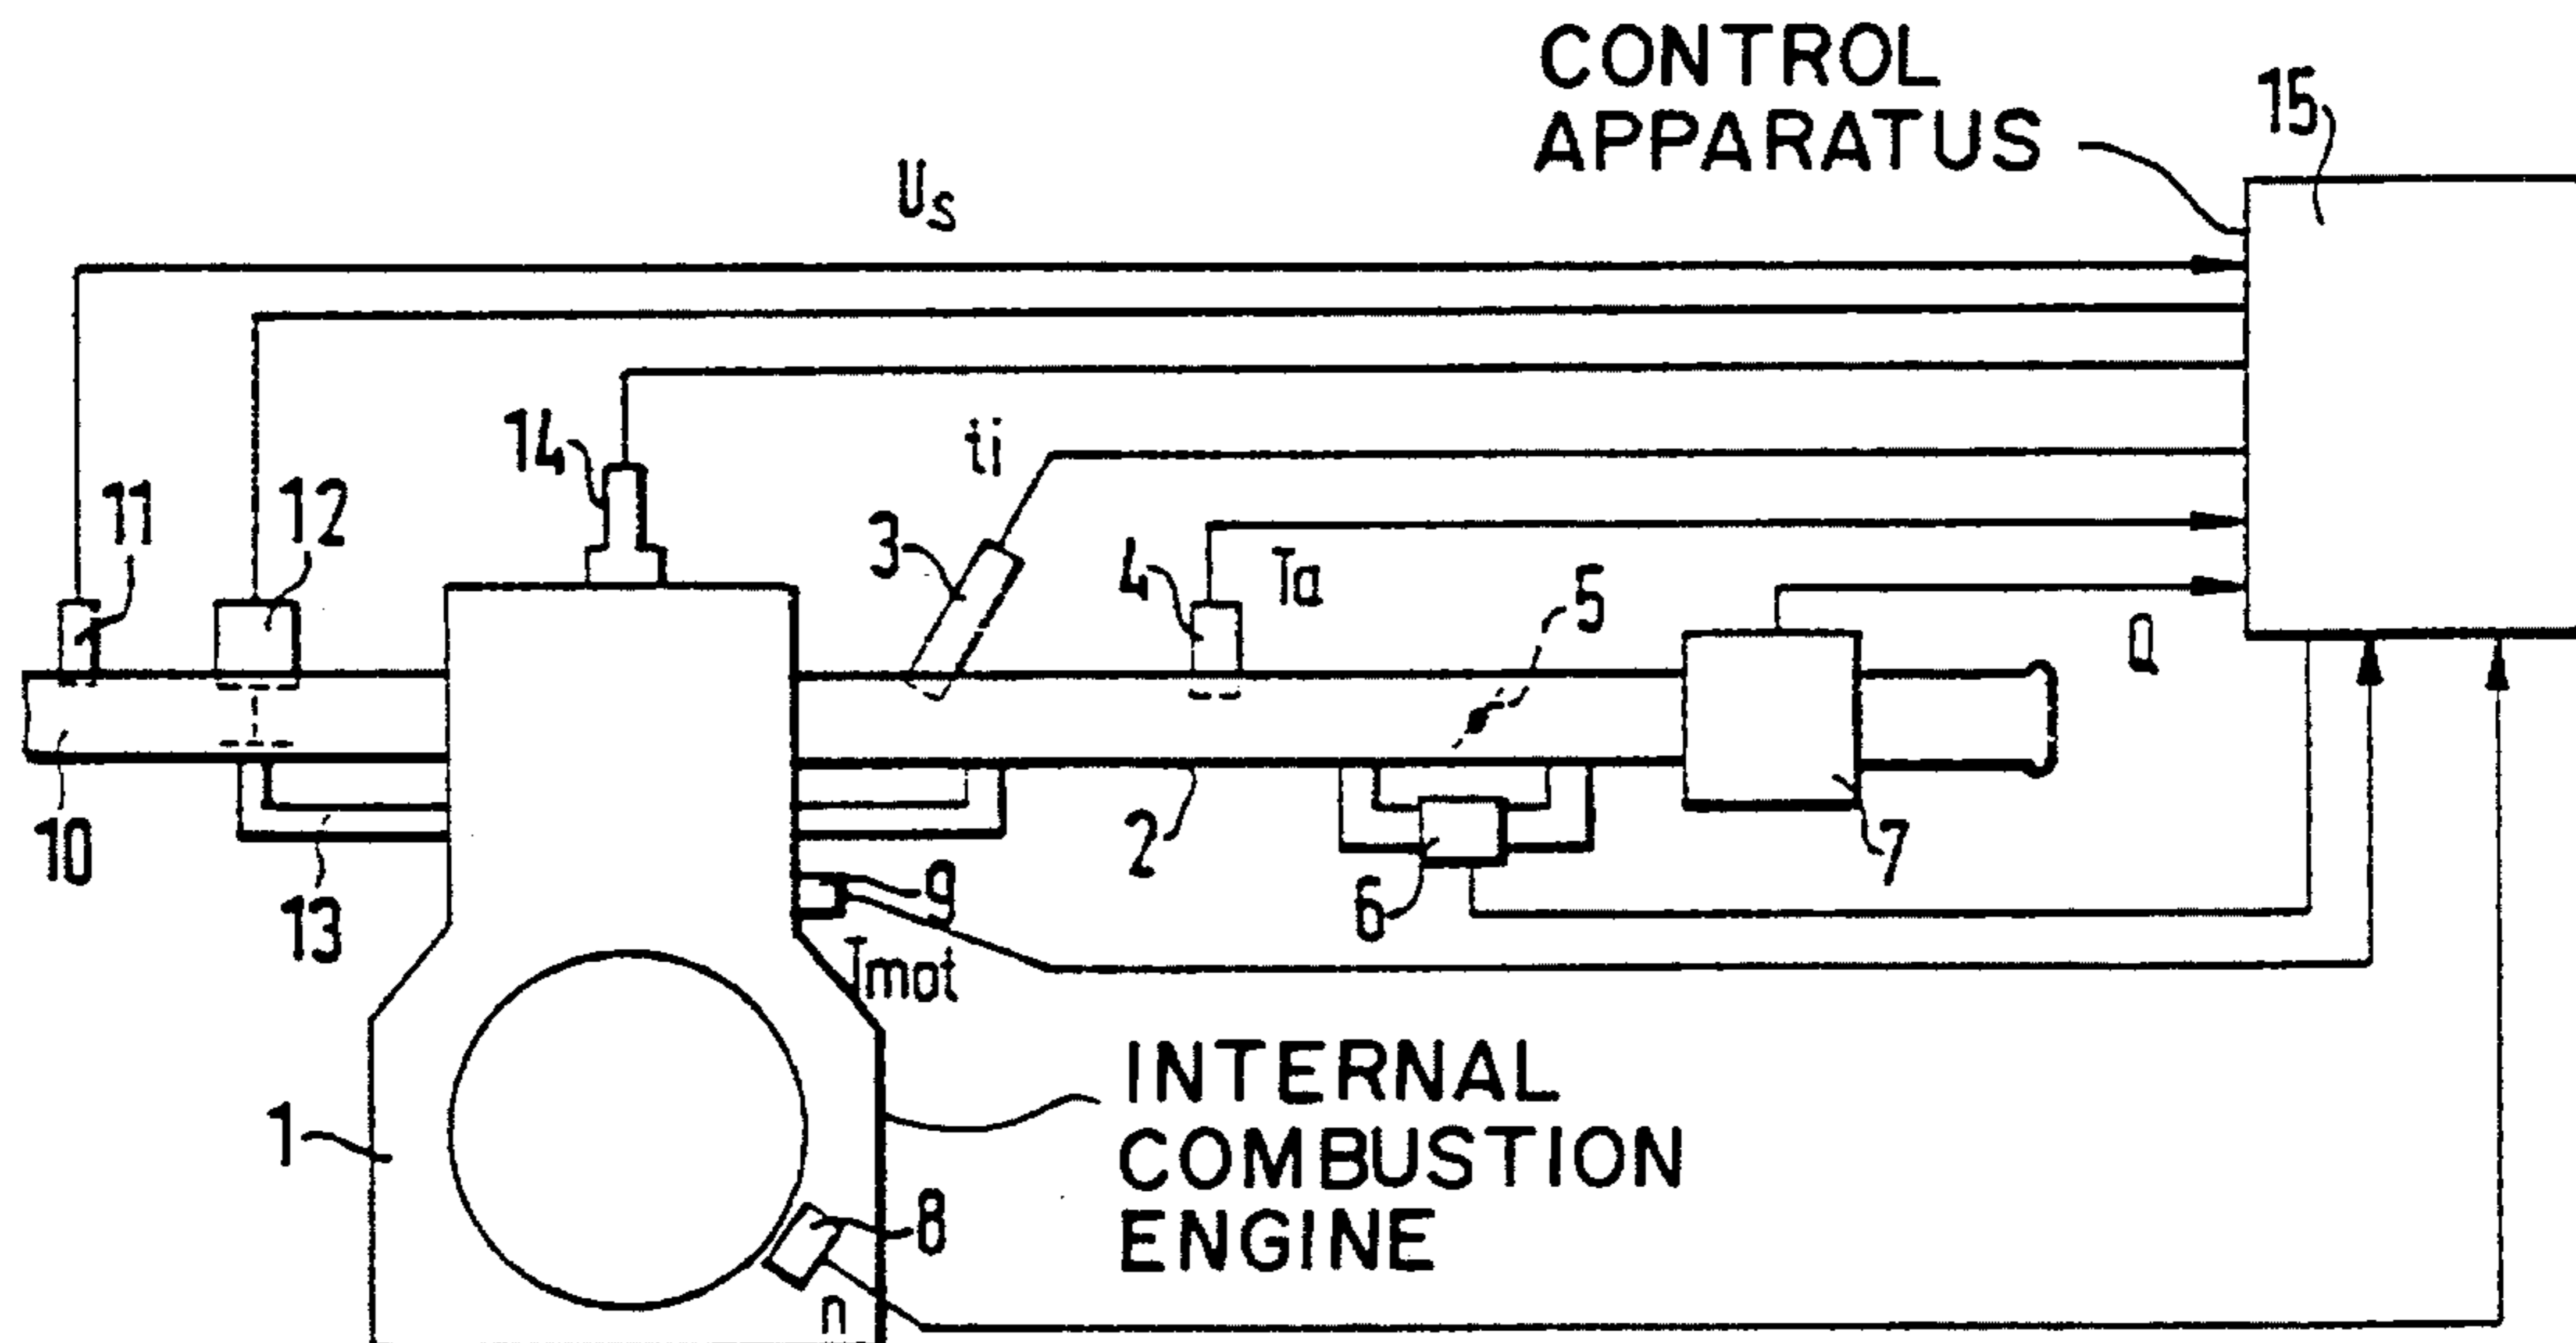 CONTROL
APPARATUS
15
Us
14
ti
11
12
3
4
Ta
5
Q
10
13
2
6
7
9
Tmot
INTERNAL
COMBUSTION
ENGINE
1
8
n